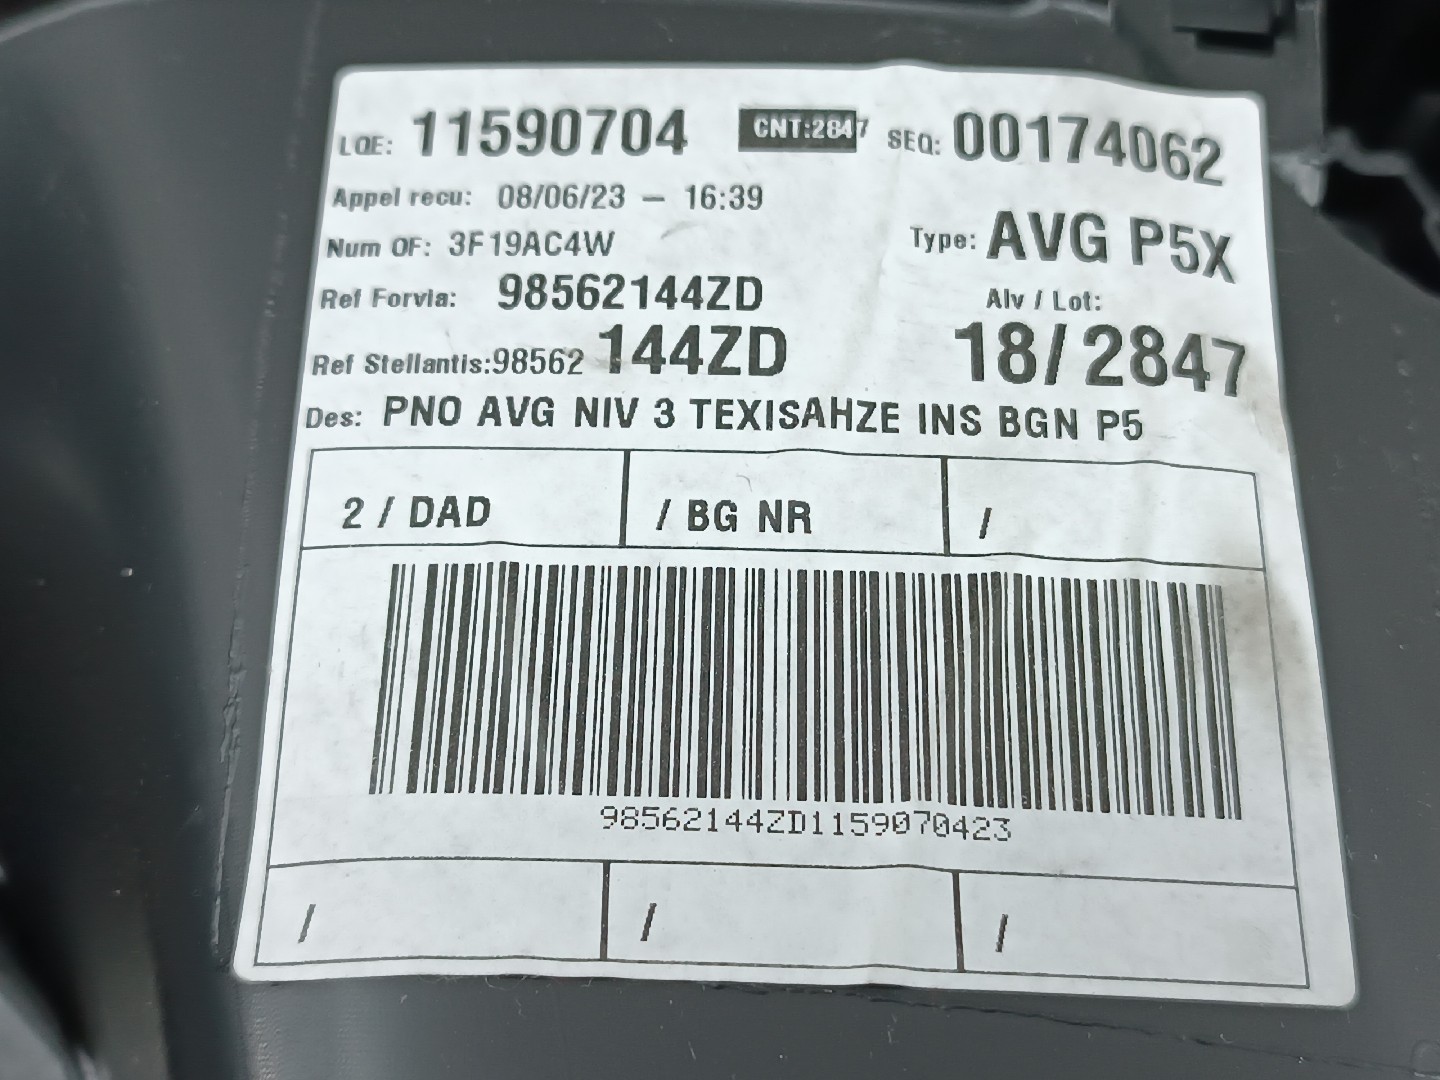 LQE: 11590704 CNT:2847 SEQ: 00174062
Appel recu: 08/06/23 – 16:39
Num OF: 3F19AC4W Type: AVG P5X
Ref Forvia: 98562144ZD Alv / Lot:
Ref Stellantis:98562 144ZD 18/2847
Des: PNO AVG NIV 3 TEXISAHZE INS BGN P5
2 / DAD / BG NR /
98562144ZD1159070423
/ / /